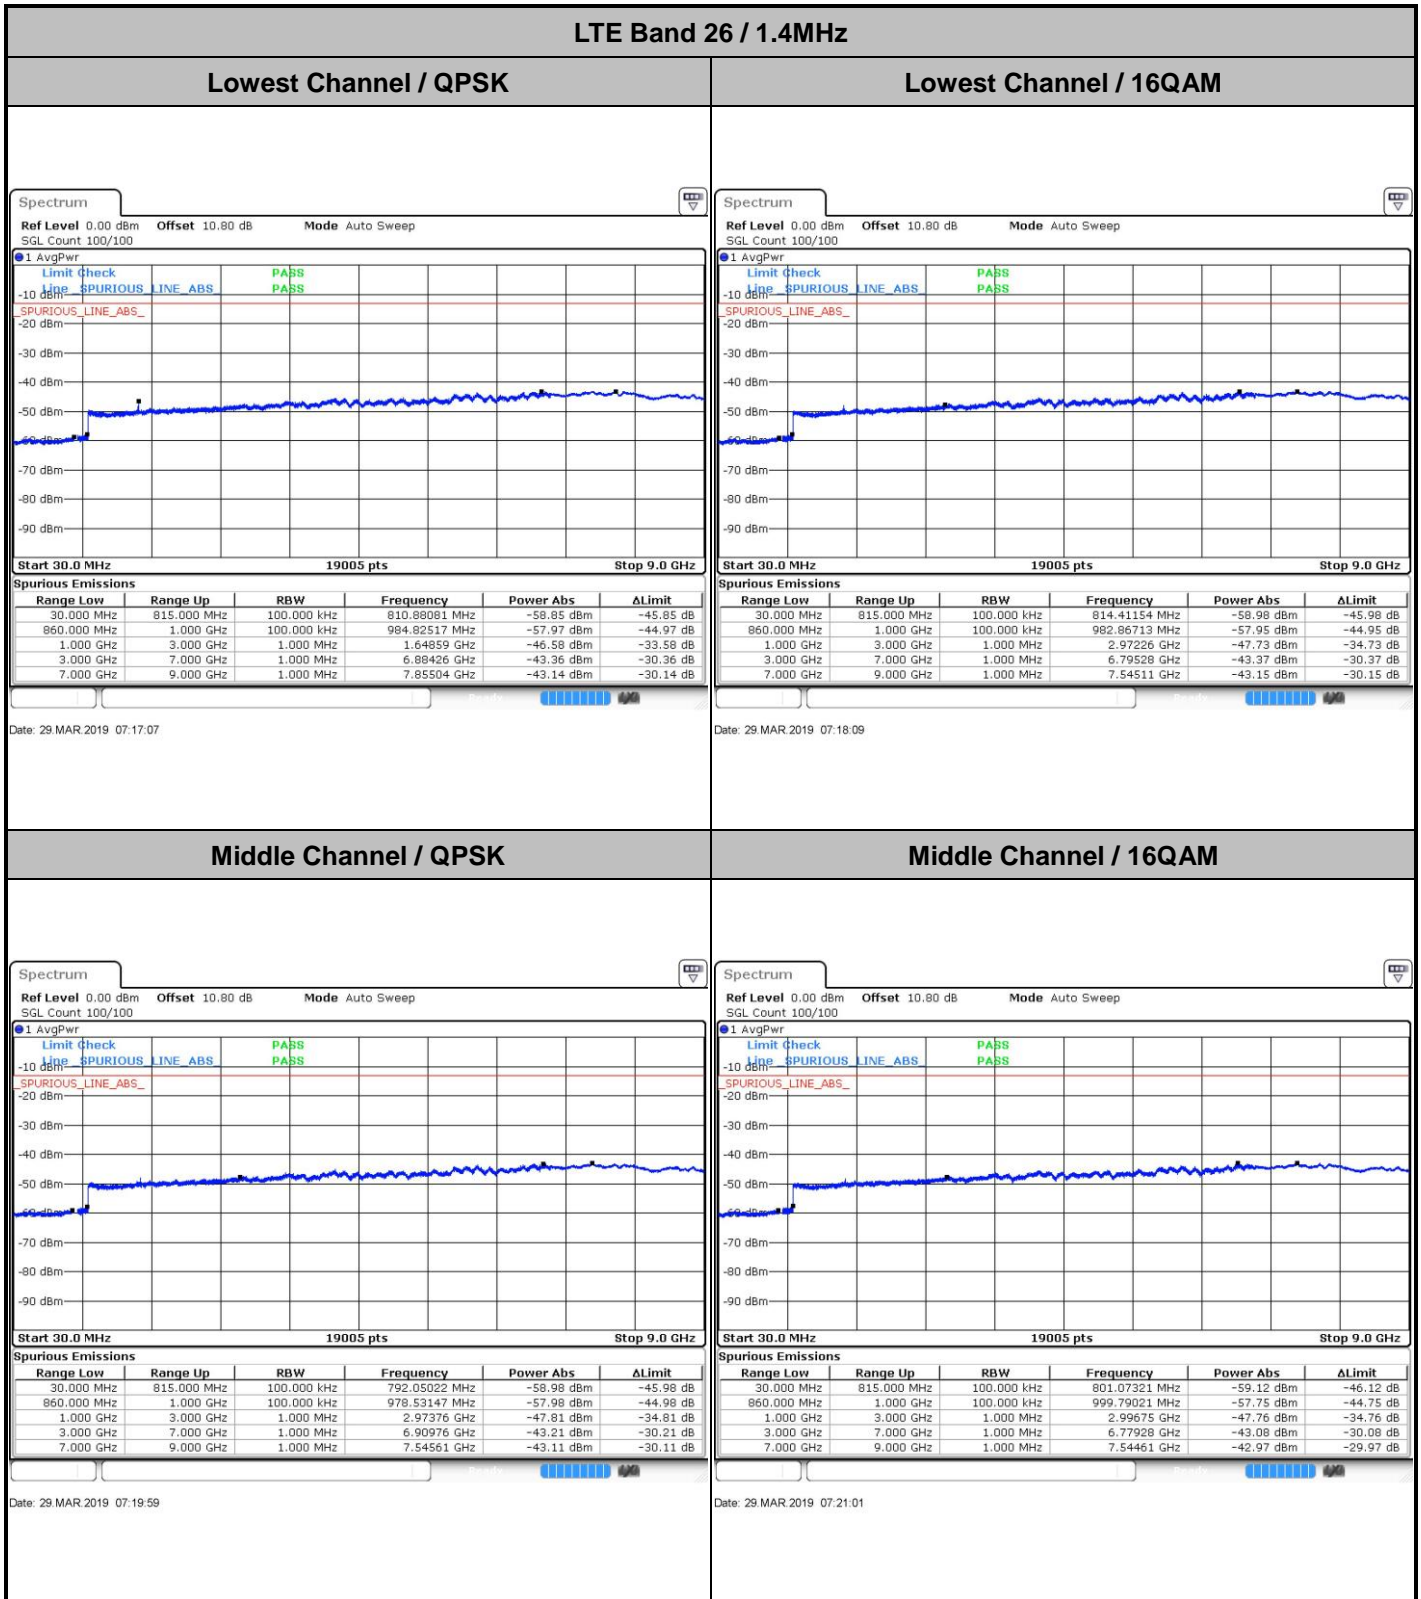 LTE Band 26 / 1.4MHz
Lowest Channel / QPSK
Lowest Channel / 16QAM
Spectrum
Ref Level 0.00 dBm Offset 10.80 dB Mode Auto Sweep
SGL Count 100/100
1 AvgPwr
Limit Check PASS
Line _SPURIOUS_LINE_ABS_ PASS
-10 dBm
_SPURIOUS_LINE_ABS_
-20 dBm
-30 dBm
-40 dBm
-50 dBm
-60 dBm
-70 dBm
-80 dBm
-90 dBm
Start 30.0 MHz 19005 pts Stop 9.0 GHz
Spurious Emissions
Range Low Range Up RBW Frequency Power Abs ΔLimit
30.000 MHz 815.000 MHz 100.000 kHz 810.88081 MHz -58.85 dBm -45.85 dB
860.000 MHz 1.000 GHz 100.000 kHz 984.82517 MHz -57.97 dBm -44.97 dB
1.000 GHz 3.000 GHz 1.000 MHz 1.64859 GHz -46.58 dBm -33.58 dB
3.000 GHz 7.000 GHz 1.000 MHz 6.88426 GHz -43.36 dBm -30.36 dB
7.000 GHz 9.000 GHz 1.000 MHz 7.85504 GHz -43.14 dBm -30.14 dB
Date: 29.MAR.2019 07:17:07
Spectrum
Ref Level 0.00 dBm Offset 10.80 dB Mode Auto Sweep
SGL Count 100/100
1 AvgPwr
Limit Check PASS
Line _SPURIOUS_LINE_ABS_ PASS
-10 dBm
_SPURIOUS_LINE_ABS_
-20 dBm
-30 dBm
-40 dBm
-50 dBm
-60 dBm
-70 dBm
-80 dBm
-90 dBm
Start 30.0 MHz 19005 pts Stop 9.0 GHz
Spurious Emissions
Range Low Range Up RBW Frequency Power Abs ΔLimit
30.000 MHz 815.000 MHz 100.000 kHz 814.41154 MHz -58.98 dBm -45.98 dB
860.000 MHz 1.000 GHz 100.000 kHz 982.86713 MHz -57.95 dBm -44.95 dB
1.000 GHz 3.000 GHz 1.000 MHz 2.97226 GHz -47.73 dBm -34.73 dB
3.000 GHz 7.000 GHz 1.000 MHz 6.79528 GHz -43.37 dBm -30.37 dB
7.000 GHz 9.000 GHz 1.000 MHz 7.54511 GHz -43.15 dBm -30.15 dB
Date: 29.MAR.2019 07:18:09
Middle Channel / QPSK
Middle Channel / 16QAM
Spectrum
Ref Level 0.00 dBm Offset 10.80 dB Mode Auto Sweep
SGL Count 100/100
1 AvgPwr
Limit Check PASS
Line _SPURIOUS_LINE_ABS_ PASS
-10 dBm
_SPURIOUS_LINE_ABS_
-20 dBm
-30 dBm
-40 dBm
-50 dBm
-60 dBm
-70 dBm
-80 dBm
-90 dBm
Start 30.0 MHz 19005 pts Stop 9.0 GHz
Spurious Emissions
Range Low Range Up RBW Frequency Power Abs ΔLimit
30.000 MHz 815.000 MHz 100.000 kHz 792.05022 MHz -58.98 dBm -45.98 dB
860.000 MHz 1.000 GHz 100.000 kHz 978.53147 MHz -57.98 dBm -44.98 dB
1.000 GHz 3.000 GHz 1.000 MHz 2.97376 GHz -47.81 dBm -34.81 dB
3.000 GHz 7.000 GHz 1.000 MHz 6.90976 GHz -43.21 dBm -30.21 dB
7.000 GHz 9.000 GHz 1.000 MHz 7.54561 GHz -43.11 dBm -30.11 dB
Date: 29.MAR.2019 07:19:59
Spectrum
Ref Level 0.00 dBm Offset 10.80 dB Mode Auto Sweep
SGL Count 100/100
1 AvgPwr
Limit Check PASS
Line _SPURIOUS_LINE_ABS_ PASS
-10 dBm
_SPURIOUS_LINE_ABS_
-20 dBm
-30 dBm
-40 dBm
-50 dBm
-60 dBm
-70 dBm
-80 dBm
-90 dBm
Start 30.0 MHz 19005 pts Stop 9.0 GHz
Spurious Emissions
Range Low Range Up RBW Frequency Power Abs ΔLimit
30.000 MHz 815.000 MHz 100.000 kHz 801.07321 MHz -59.12 dBm -46.12 dB
860.000 MHz 1.000 GHz 100.000 kHz 999.79021 MHz -57.75 dBm -44.75 dB
1.000 GHz 3.000 GHz 1.000 MHz 2.99675 GHz -47.76 dBm -34.76 dB
3.000 GHz 7.000 GHz 1.000 MHz 6.77928 GHz -43.08 dBm -30.08 dB
7.000 GHz 9.000 GHz 1.000 MHz 7.54461 GHz -42.97 dBm -29.97 dB
Date: 29.MAR.2019 07:21:01